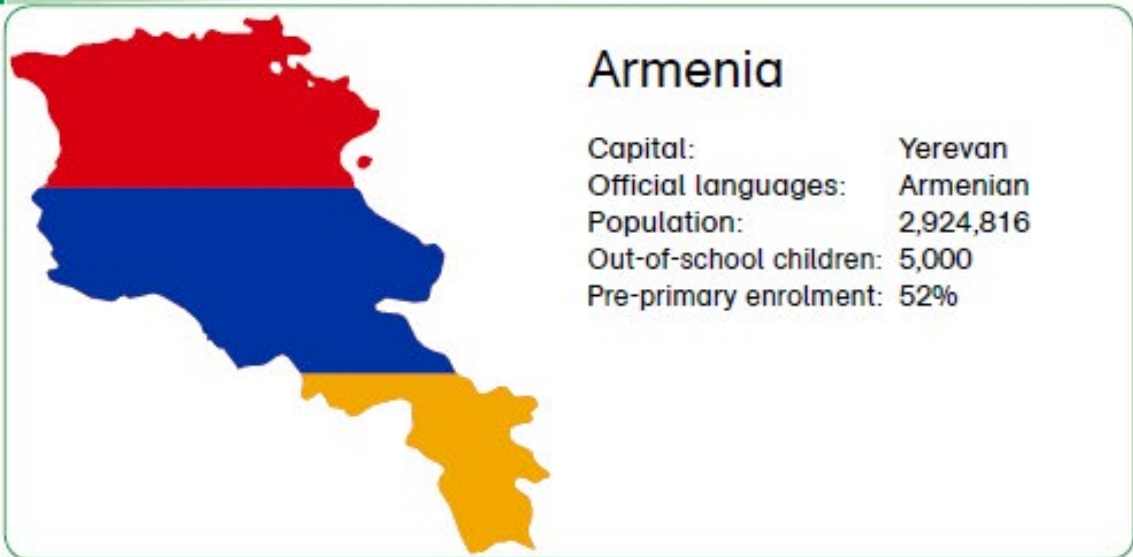 Armenia
Capital: Yerevan
Official languages: Armenian
Population: 2,924,816
Out-of-school children: 5,000
Pre-primary enrolment: 52%